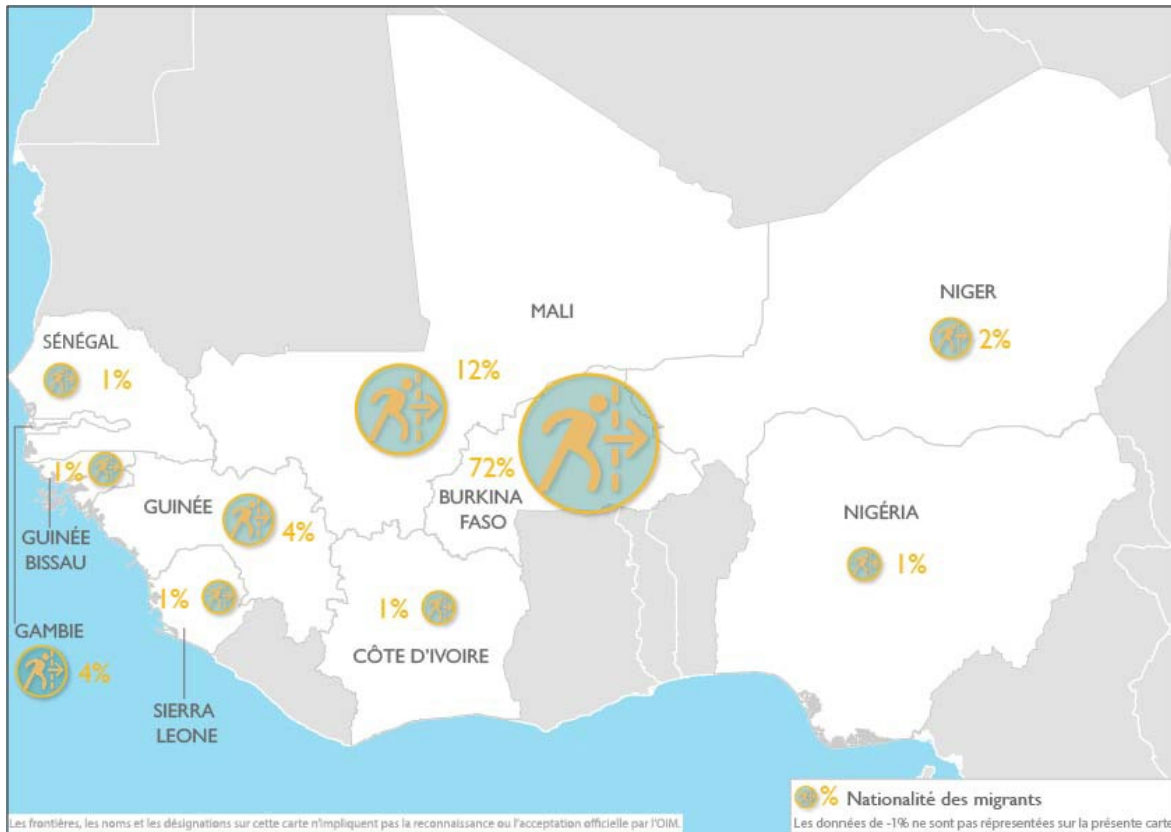 MALI
NIGER
2%
SÉNÉGAL
1%
12%
72%
BURKINA
FASO
1%
GUINÉE
BISSAU
GUINÉE
4%
NIGÉRIA
1%
1%
1%
CÔTE D'IVOIRE
GAMBIE
4%
SIERRA
LEONE
% Nationalité des migrants
Les données de -1% ne sont pas répresentées sur la présente carte
Les frontières, les noms et les désignations sur cette carte n'impliquent pas la reconnaissance ou l'acceptation officielle par l'OIM.